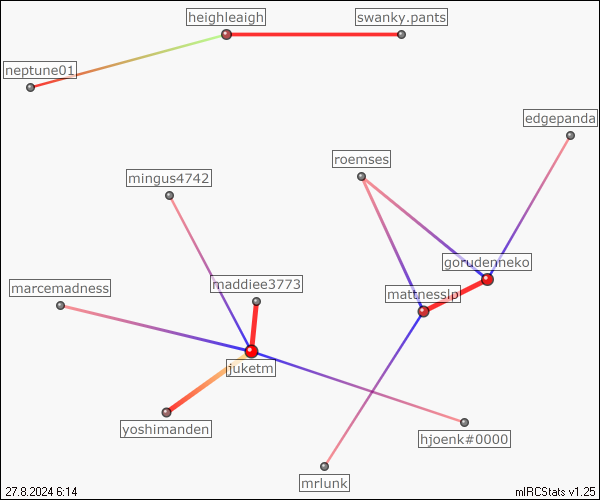 heighleaigh
swanky.pants
neptune01
edgepanda
roemses
mingus4742
gorudenneko
maddiee3773
marcemadness
mattnesslp
juketm
yoshimanden
hjoenk#0000
mrlunk
27.8.2024 6:14
mIRCStats v1.25